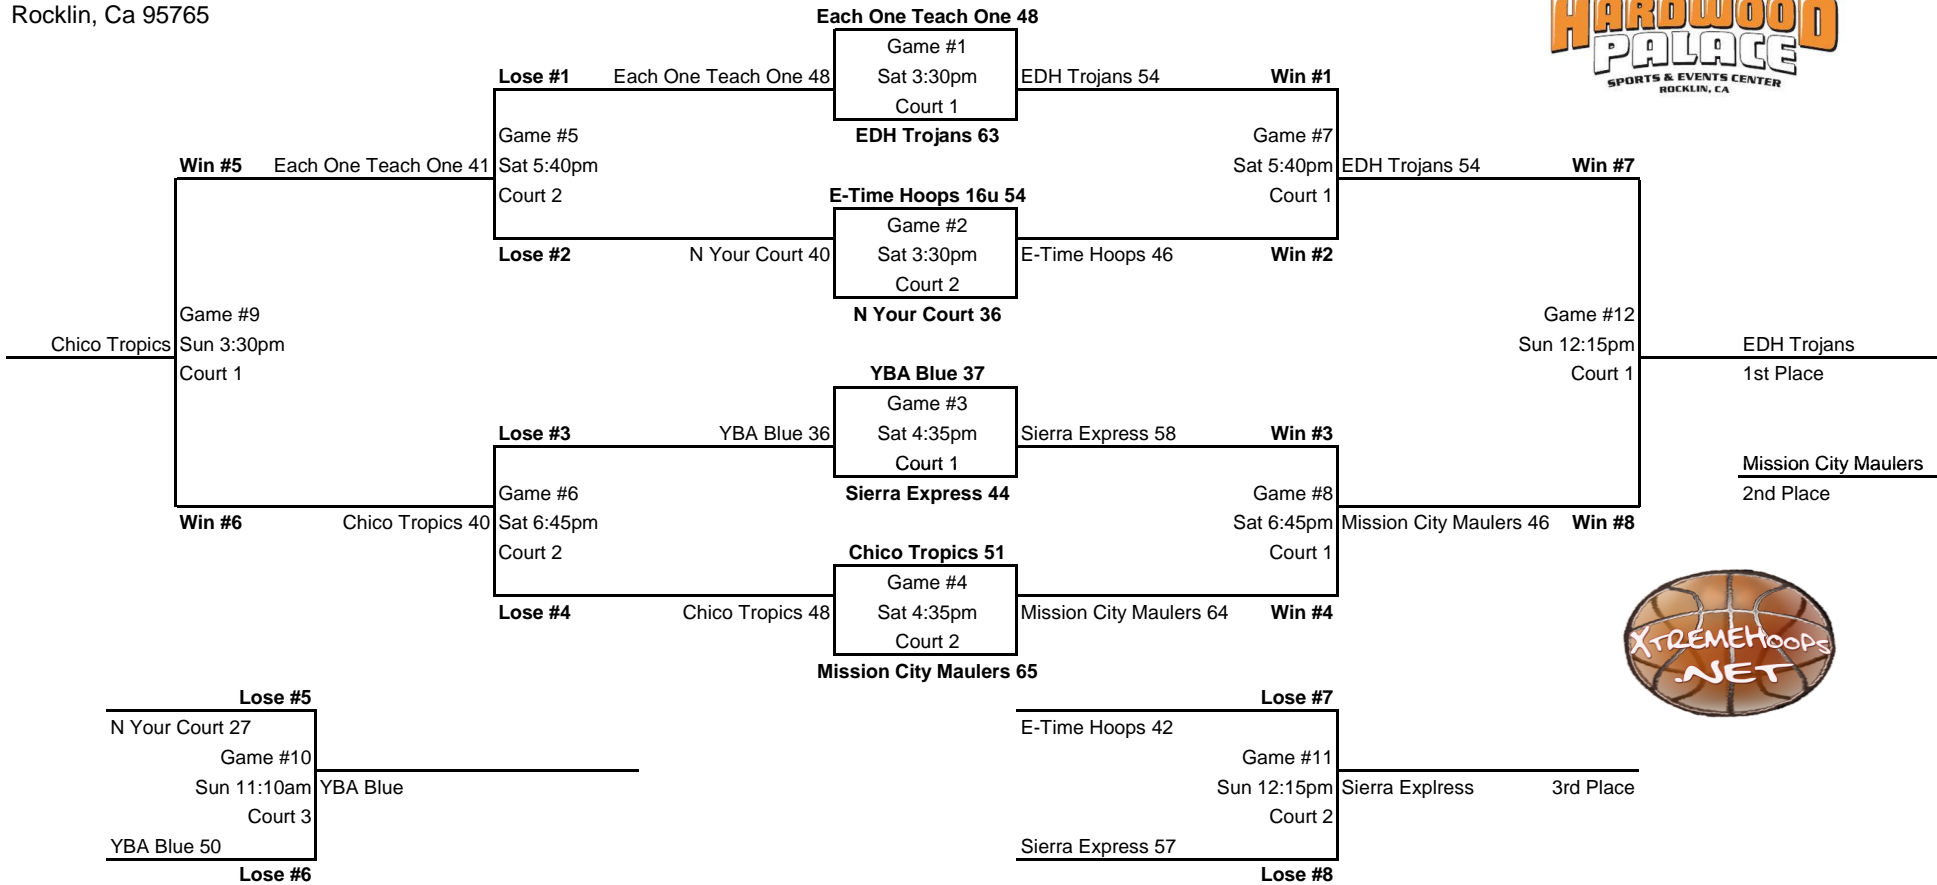 Rocklin, Ca 95765
HARDWOOD
PALACE
SPORTS & EVENTS CENTER
ROCKLIN, CA
Each One Teach One 48
Game #1
Lose #1 Each One Teach One 48 Sat 3:30pm EDH Trojans 54 Win #1
Court 1
Game #5 EDH Trojans 63 Game #7
Win #5 Each One Teach One 41 Sat 5:40pm Sat 5:40pm EDH Trojans 54 Win #7
Court 2 E-Time Hoops 16u 54 Court 1
Game #2
Lose #2 N Your Court 40 Sat 3:30pm E-Time Hoops 46 Win #2
Court 2
Game #9 N Your Court 36 Game #12
Chico Tropics Sun 3:30pm Sun 12:15pm EDH Trojans
Court 1 YBA Blue 37 Court 1 1st Place
Game #3
Lose #3 YBA Blue 36 Sat 4:35pm Sierra Express 58 Win #3
Court 1 Mission City Maulers
Game #6 Sierra Express 44 Game #8 2nd Place
Win #6 Chico Tropics 40 Sat 6:45pm Sat 6:45pm Mission City Maulers 46 Win #8
Court 2 Chico Tropics 51 Court 1
Game #4
Lose #4 Chico Tropics 48 Sat 4:35pm Mission City Maulers 64 Win #4
Court 2
XTREMEHOOPS
.NET
Mission City Maulers 65
Lose #5 Lose #7
N Your Court 27 E-Time Hoops 42
Game #10 Game #11
Sun 11:10am YBA Blue Sun 12:15pm Sierra Explress 3rd Place
Court 3 Court 2
YBA Blue 50 Sierra Express 57
Lose #6 Lose #8